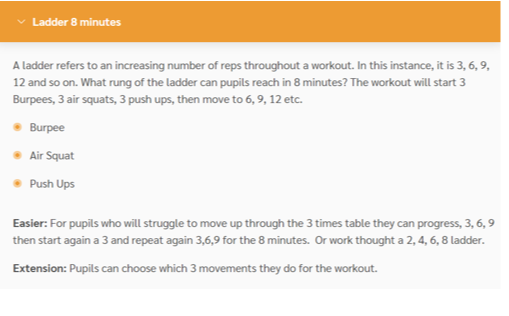 Ladder 8 minutes
A ladder refers to an increasing number of reps throughout a workout. In this instance, it is 3, 6, 9,
12 and so on. What rung of the ladder can pupils reach in 8 minutes? The workout will start 3
Burpees, 3 air squats, 3 push ups, then move to 6, 9, 12 etc.
Burpee
Air Squat
Push Ups
Easier: For pupils who will struggle to move up through the 3 times table they can progress, 3, 6, 9
then start again a 3 and repeat again 3,6,9 for the 8 minutes. Or work thought a 2, 4, 6, 8 ladder.
Extension: Pupils can choose which 3 movements they do for the workout.